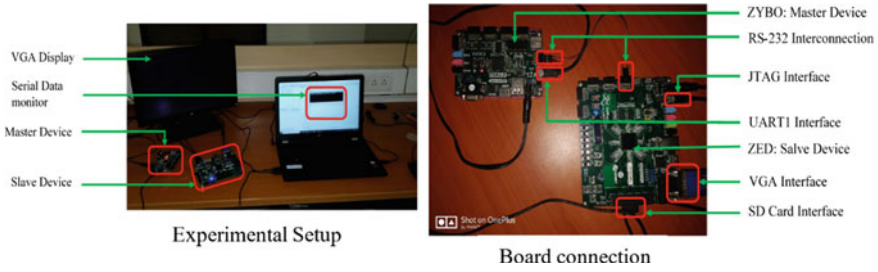 VGA Display
Serial Data
monitor
Master Device
Slave Device
Experimental Setup
ZYBO: Master Device
RS-232 Interconnection
JTAG Interface
UART1 Interface
ZED: Salve Device
VGA Interface
SD Card Interface
Shot on OnePlus
Board connection